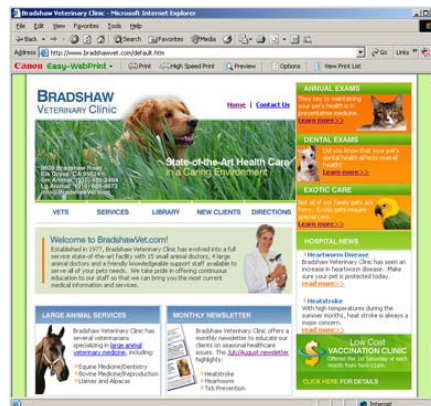 Bradshaw Veterinary Clinic - Microsoft Internet Explorer
File Edit View Favorites Tools Help
Back Search Favorites Media
Address http://www.bradshawvet.com/default.htm Go Links
Canon Easy-WebPrint Print High Speed Print Preview Options View Print List
BRADSHAW
VETERINARY CLINIC
Home | Contact Us
State-of-the-Art Health Care
in a Caring Environment
9609 Bradshaw Road
Elk Grove, CA 95624
info@BradshawVet.com
VETS SERVICES LIBRARY NEW CLIENTS DIRECTIONS
Welcome to BradshawVet.com!
Established in 1977, Bradshaw Veterinary Clinic has evolved into a full
service state-of-the-art facility with 15 small animal doctors, 4 large
animal doctors and a friendly knowledgeable support staff available to
serve all of your pets needs. We take pride in offering continuous
education to our staff so that we can bring you the most current
medical information and services.
LARGE ANIMAL SERVICES
Bradshaw Veterinary Clinic has
several veterinarians
specializing in large animal
veterinary medicine, including:
Equine Medicine/Dentistry
Bovine Medicine/Reproduction
Llamas and Alpacas
MONTHLY NEWSLETTER
Bradshaw Veterinary Clinic offers a
monthly newsletter to educate our
clients on seasonal healthcare
issues. The July/August newsletter
highlights:
Heatstroke
Heartworm
Tick Prevention
ANNUAL EXAMS
They key to maintaining
your pet's health is in
preventative medicine.
Learn more>>
DENTAL EXAMS
Did you know that your pet's
dental health affects overall
health?
Learn more>>
EXOTIC CARE
Not all of our family pets are
furry. Exotic pets require
special care.
Learn more>>
HOSPITAL NEWS
Heartworm Disease
Bradshaw Veterinary Clinic has seen an
increase in heartworm disease. Make
sure your pet is protected today.
read more>>
Heatstroke
With high temperatures during the
summer months, heat stroke is always a
major concern.
read more>>
Low Cost
VACCINATION CLINIC
Offered the 1st Saturday of each
month from 9am-11am.
CLICK HERE FOR DETAILS
Internet